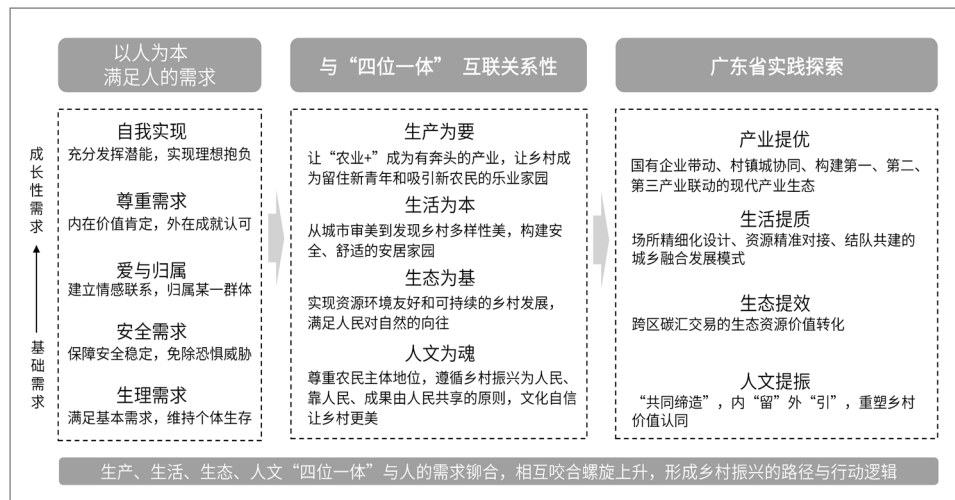 以人为本
满足人的需求
与“四位一体” 互联关系性
广东省实践探索
成长性需求
基础需求
自我实现
充分发挥潜能，实现理想抱负
尊重需求
内在价值肯定，外在成就认可
爱与归属
建立情感联系，归属某一群体
安全需求
保障安全稳定，免除恐惧威胁
生理需求
满足基本需求，维持个体生存
生产为要
让“农业+”成为有奔头的产业，让乡村成
为留住新青年和吸引新农民的乐业家园
生活为本
从城市审美到发现乡村多样性美，构建安
全、舒适的安居家园
生态为基
实现资源环境友好和可持续的乡村发展，
满足人民对自然的向往
人文为魂
尊重农民主体地位，遵循乡村振兴为人民、
靠人民、成果由人民共享的原则，文化自信
让乡村更美
产业提优
国有企业带动、村镇城协同、构建第一、第二、
第三产业联动的现代产业生态
生活提质
场所精细化设计、资源精准对接、结队共建的
城乡融合发展模式
生态提效
跨区碳汇交易的生态资源价值转化
人文提振
“共同缔造”，内“留”外“引”，重塑乡村
价值认同
生产、生活、生态、人文“四位一体”与人的需求铆合，相互咬合螺旋上升，形成乡村振兴的路径与行动逻辑